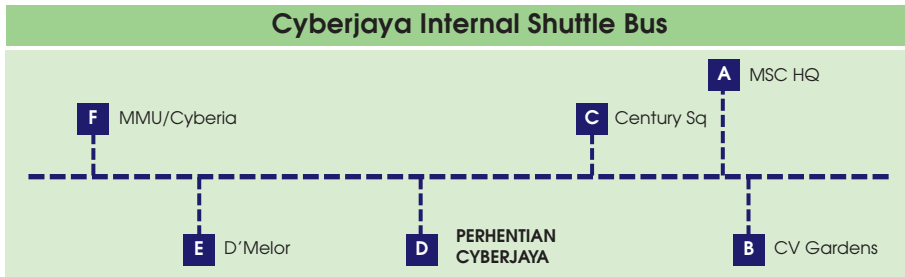 Cyberjaya Internal Shuttle Bus
A MSC HQ
F MMU/Cyberia
C Century Sq
E D'Melor
D PERHENTIAN
CYBERJAYA
B CV Gardens